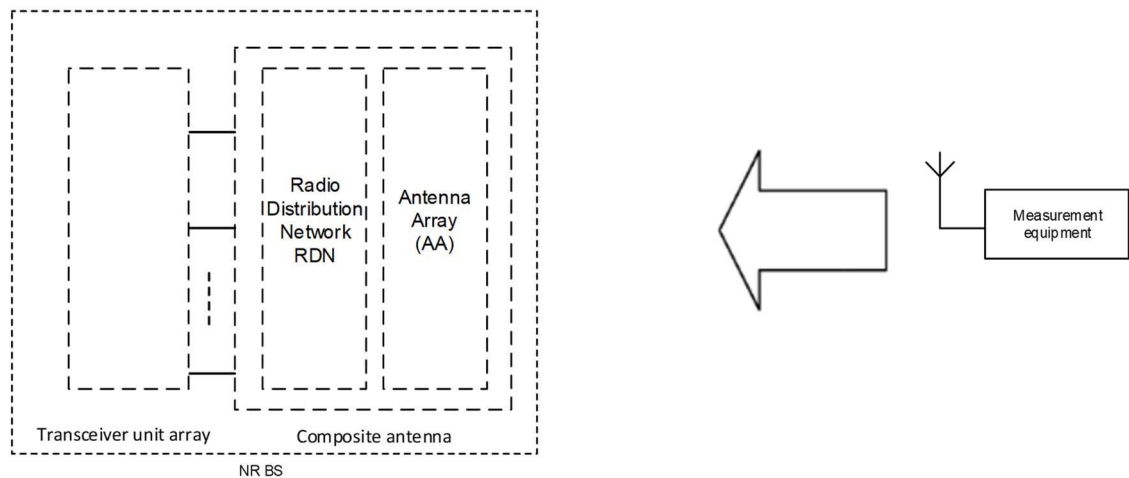 Radio
Distribution
Network
RDN
Antenna
Array
(AA)
Measurement
equipment
Transceiver unit array
Composite antenna
NR BS